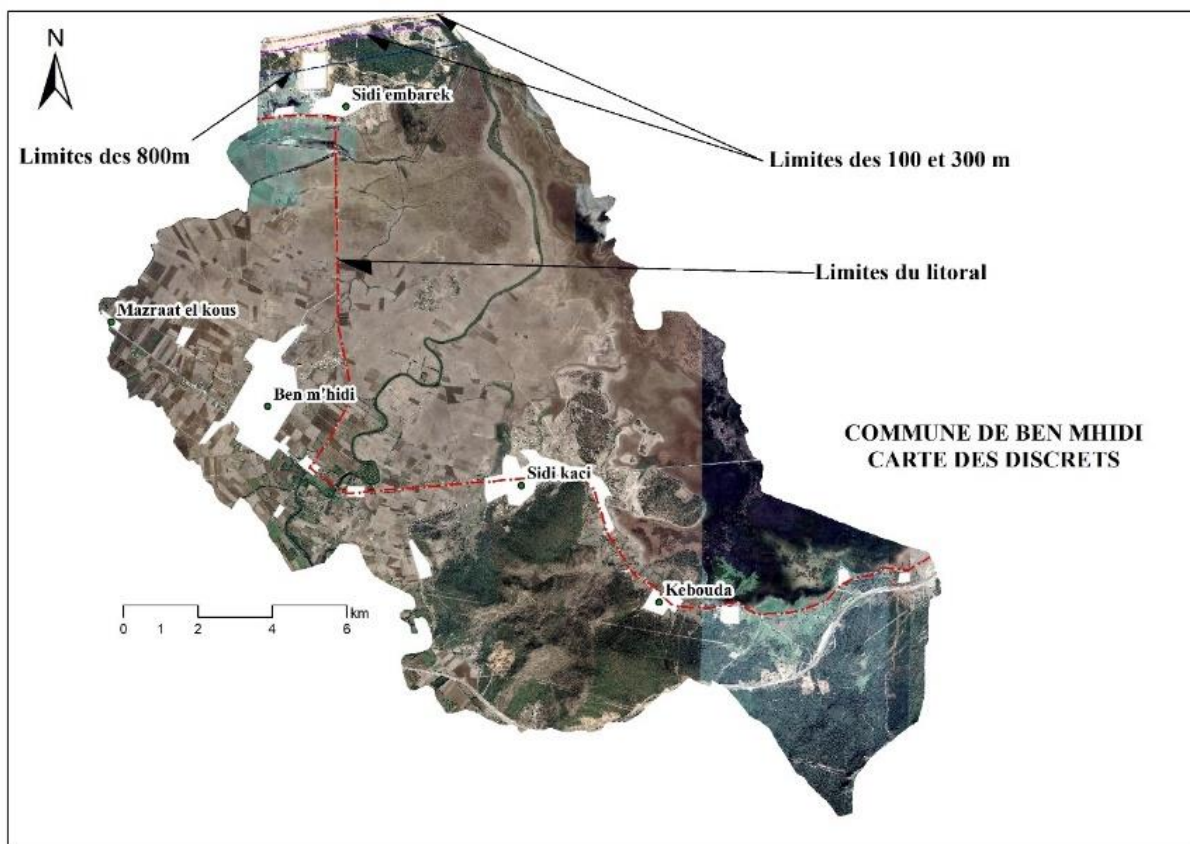 N
Sidi embarek
Limites des 800m
Limites des 100 et 300 m
Limites du litoral
Mazraat el kous
Ben m'hidi
COMMUNE DE BEN MHIDI
CARTE DES DISCRETS
Sidi kaci
Kebouda
km
0 1 2 4 6